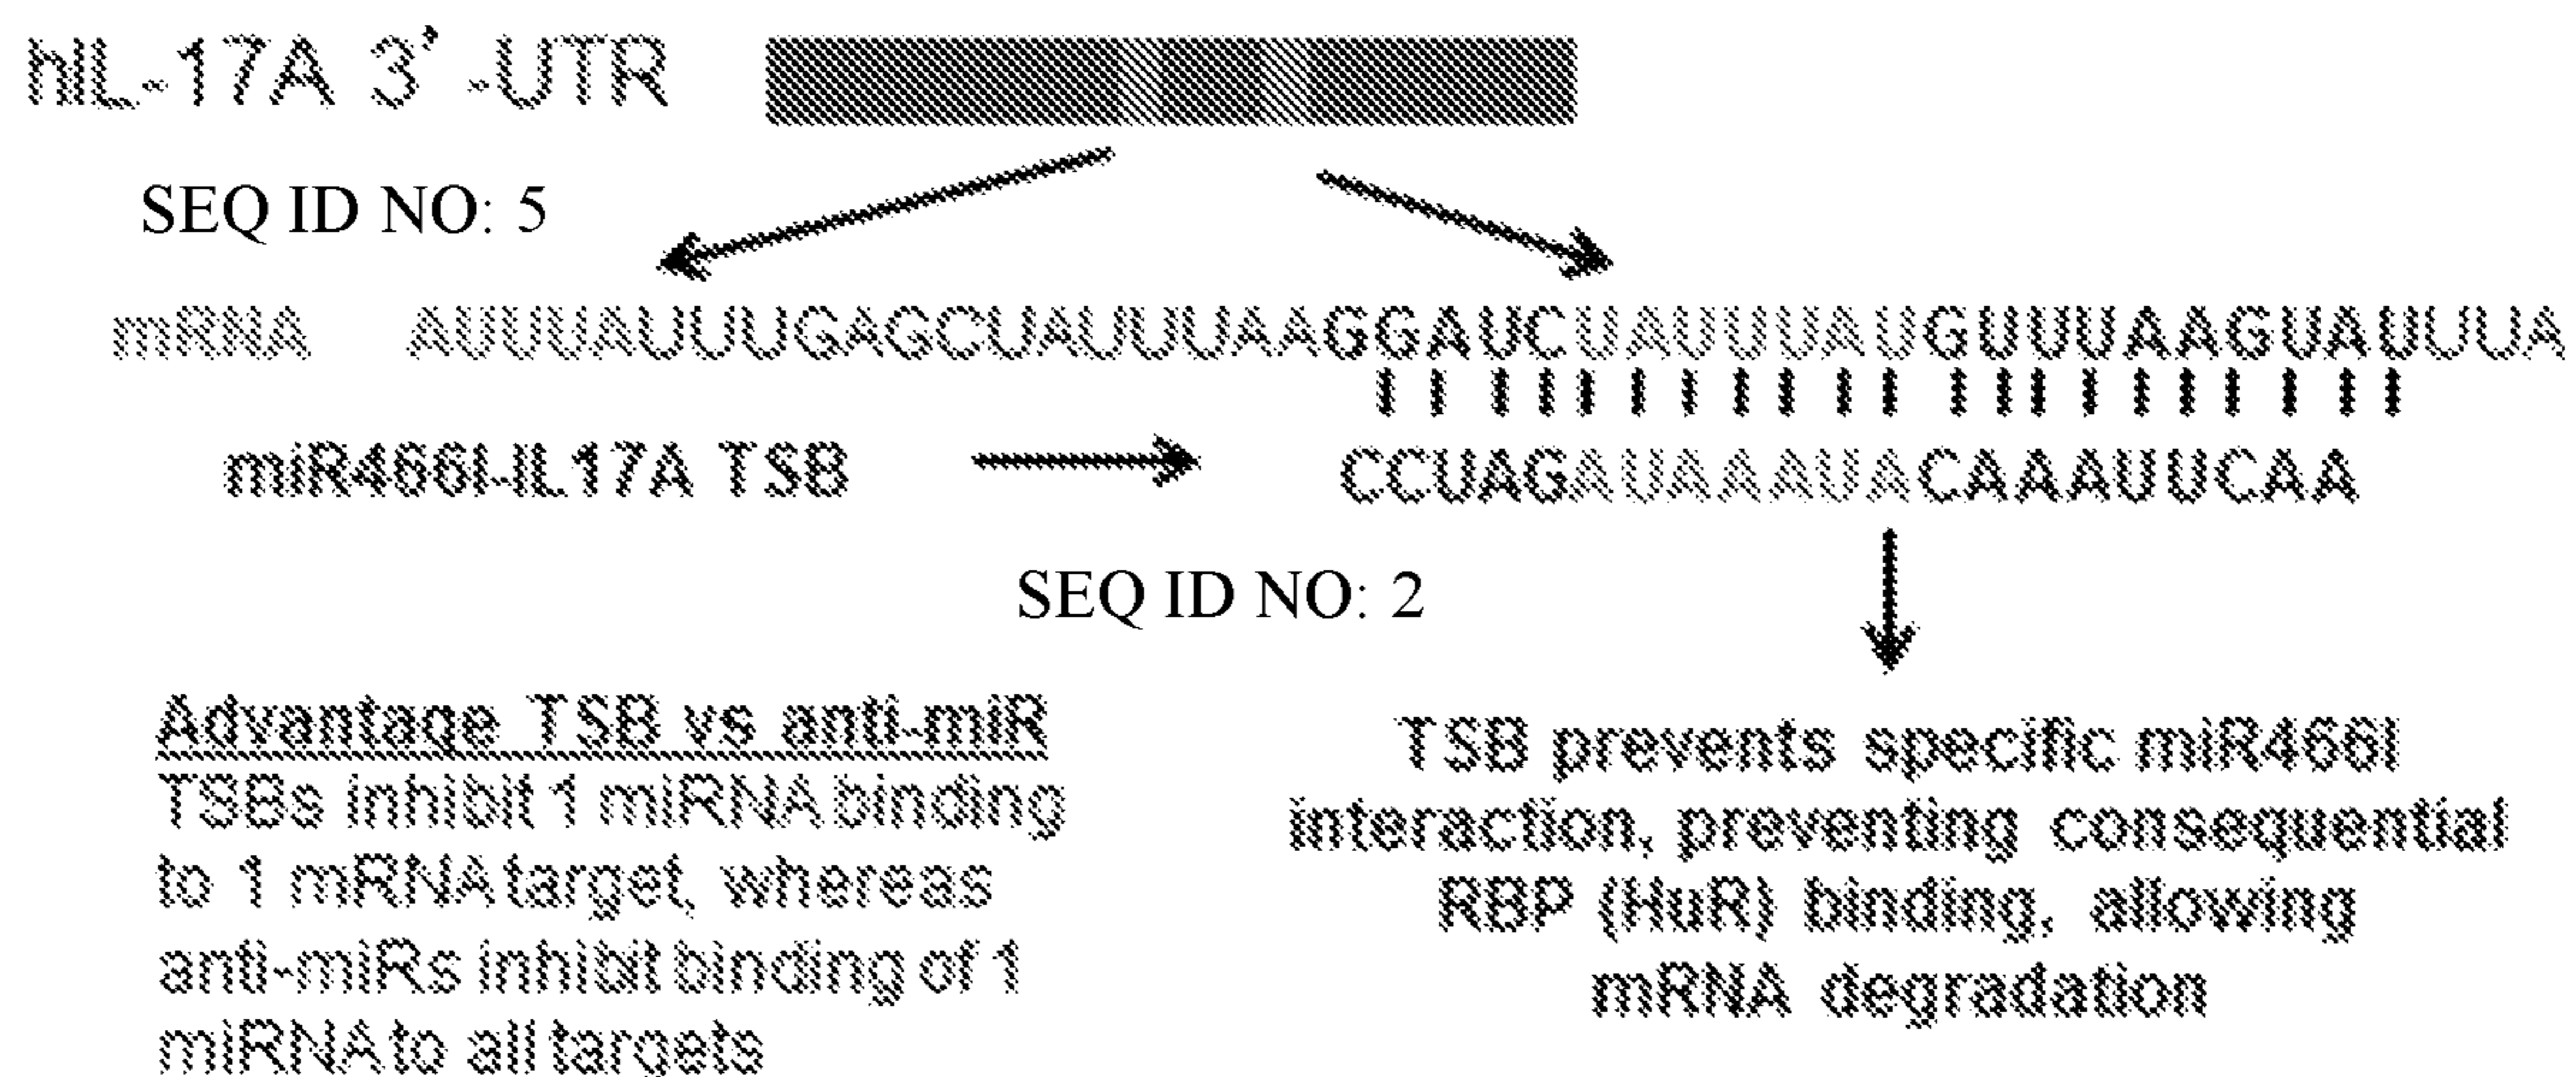 hIL-17A 3' -UTR
SEQ ID NO: 5
mRNA AUUUAUUUGAGCUAUUUAAGGAUCUAUUUAUGUUUAAGUAUUUA
miR466l-IL17A TSB CCUAGAUAAAUACAAAUUCAA
SEQ ID NO: 2
Advantage TSB vs anti-miR
TSBs inhibit 1 miRNA binding
to 1 mRNA target, whereas
anti-miRs inhibit binding of 1
miRNA to all targets
TSB prevents specific miR466l
interaction, preventing consequential
RBP (HuR) binding, allowing
mRNA degradation